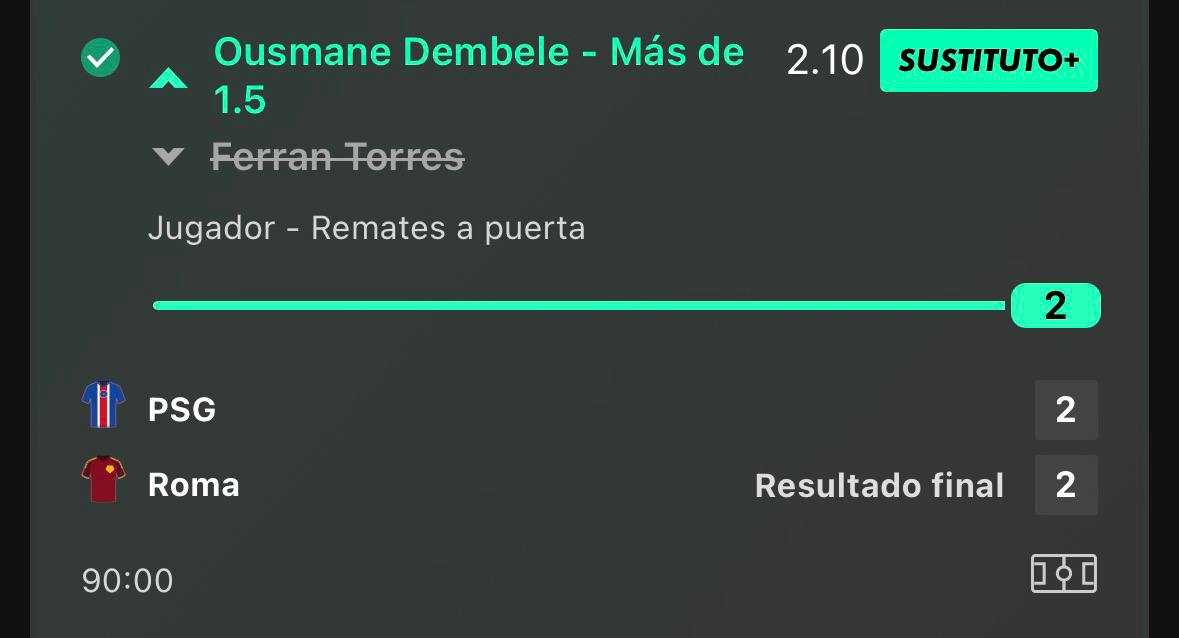 Ousmane Dembele - Más de 2.10 SUSTITUTO+
1.5
Ferran Torres
Jugador - Remates a puerta
2
PSG 2
Roma Resultado final 2
90:00